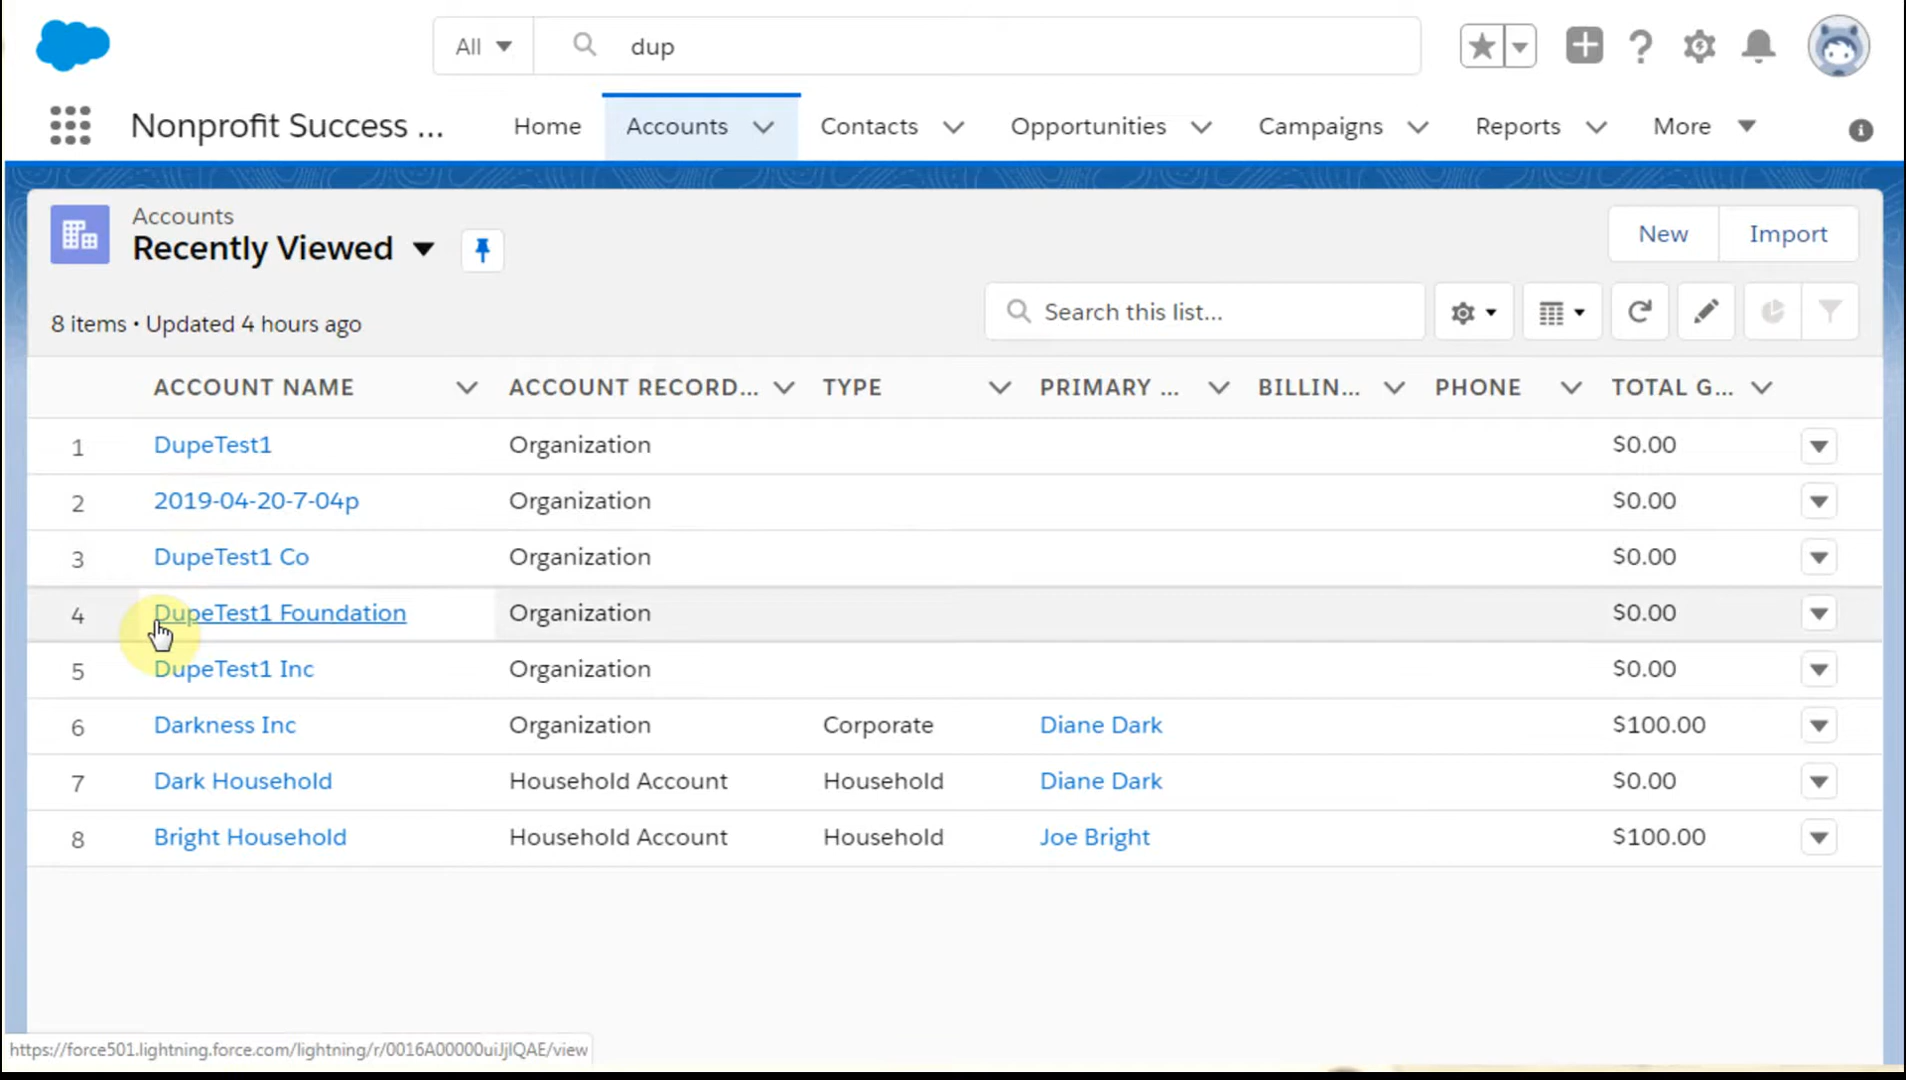 All dup
Nonprofit Success ... Home Accounts Contacts Opportunities Campaigns Reports More
Accounts
Recently Viewed
New Import
8 items • Updated 4 hours ago
Search this list...
ACCOUNT NAME ACCOUNT RECORD... TYPE PRIMARY ... BILLIN... PHONE TOTAL G...
1 DupeTest1 Organization $0.00
2 2019-04-20-7-04p Organization $0.00
3 DupeTest1 Co Organization $0.00
4 DupeTest1 Foundation Organization $0.00
5 DupeTest1 Inc Organization $0.00
6 Darkness Inc Organization Corporate Diane Dark $100.00
7 Dark Household Household Account Household Diane Dark $0.00
8 Bright Household Household Account Household Joe Bright $100.00
https://force501.lightning.force.com/lightning/r/0016A00000uiJjIQAE/view